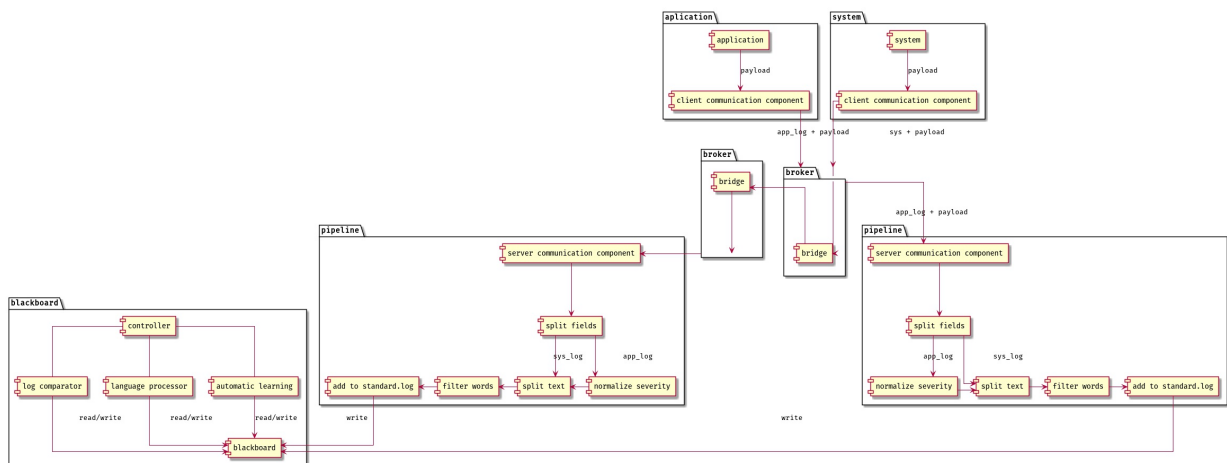 aplication
system
application
system
payload
payload
client communication component
client communication component
app_log + payload
sys + payload
broker
broker
bridge
app_log + payload
pipeline
pipeline
server communication component
bridge
server communication component
blackboard
controller
split fields
split fields
sys_log
app_log
app_log
sys_log
log comparator
language processor
automatic learning
add to standard.log
filter words
split text
normalize severity
normalize severity
split text
filter words
add to standard.log
read/write
read/write
read/write
write
write
blackboard